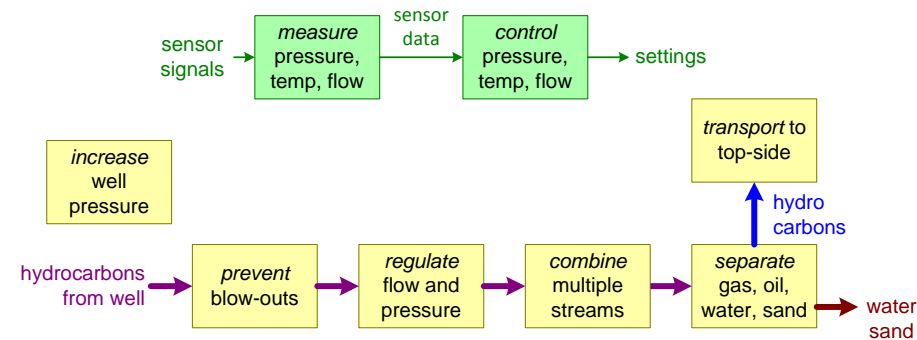 sensor
signals
measure
pressure,
temp, flow
sensor
data
control
pressure,
temp, flow
settings
increase
well
pressure
transport to
top-side
hydro
carbons
hydrocarbons
from well
prevent
blow-outs
regulate
flow and
pressure
combine
multiple
streams
separate
gas, oil,
water, sand
water
sand